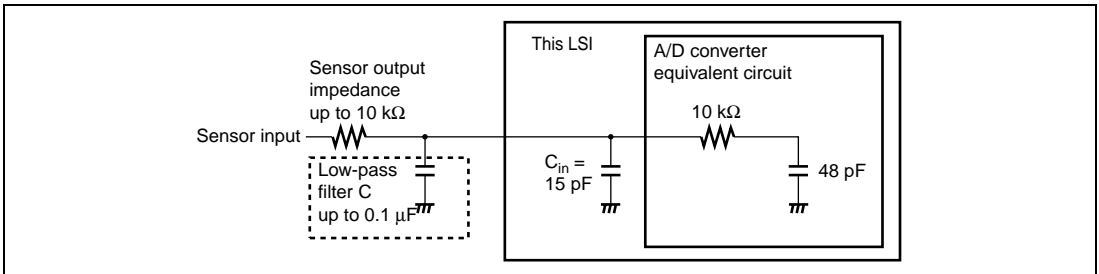 This LSI
A/D converter
equivalent circuit
Sensor output
impedance
up to 10 kΩ
10 kΩ
Sensor input
Low-pass
filter C
up to 0.1 μF
Cin =
15 pF
48 pF